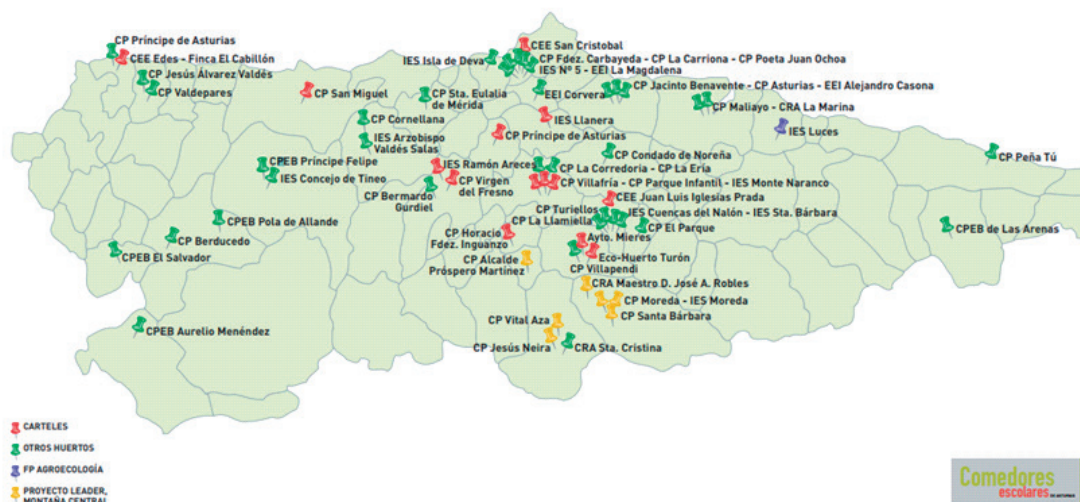 CP Príncipe de Asturias
CEE Edes - Finca El Cabillón
CP Jesús Álvarez Valdés
CP Valdepares
CP San Miguel
IES Isla de Deva
CEE San Cristobal
CP Fdez. Carbayeda - CP La Carriona - CP Poeta Juan Ochoa
IES Nº 5 - EEI La Magdalena
CP Sta. Eulalia
de Mérida
EEI Corvera
CP Jacinto Benavente - CP Asturias - EEI Alejandro Casona
CP Maliayo - CRA La Marina
CP Cornellana
IES Llanera
IES Luces
IES Arzobispo
Valdés Salas
CP Príncipe de Asturias
CP Condado de Noreña
CP Peña Tú
CPEB Príncipe Felipe
IES Concejo de Tineo
IES Ramón Areces
CP La Corredoria - CP La Ería
CP Virgen
del Fresno
CP Villafría - CP Parque Infantil - IES Monte Naranco
CP Bermardo
Gurdiel
CEE Juan Luis Iglesias Prada
CPEB Pola de Allande
CP Turiellos
CP La Llamiella
IES Cuencas del Nalón - IES Sta. Bárbara
CP El Parque
CPEB de Las Arenas
CP Berducedo
CP Horacio
Fdez. Inguanzo
Ayto. Mieres
CPEB El Salvador
CP Alcalde
Próspero Martínez
Eco-Huerto Turón
CP Villapendi
CRA Maestro D. José A. Robles
CP Moreda - IES Moreda
CP Santa Bárbara
CPEB Aurelio Menéndez
CP Vital Aza
CP Jesús Neira
CRA Sta. Cristina
CARTELES
OTROS HUERTOS
FP AGROECOLOGÍA
PROYECTO LEADER,
MONTAÑA CENTRAL
Comedores
escolares